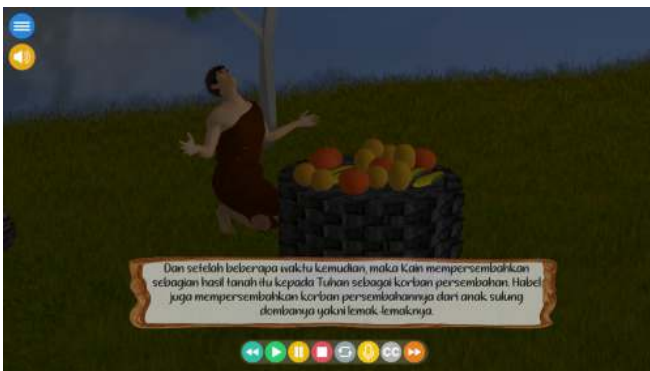 Dan setelah beberapa waktu kemudian, maka Kain mempersembahkan
sebagian hasil tanah itu kepada Tuhan sebagai korban persembahan. Habel
juga mempersembahkan korban persembahannya dari anak sulung
dombanya yakni lemak-lemaknya.
CC